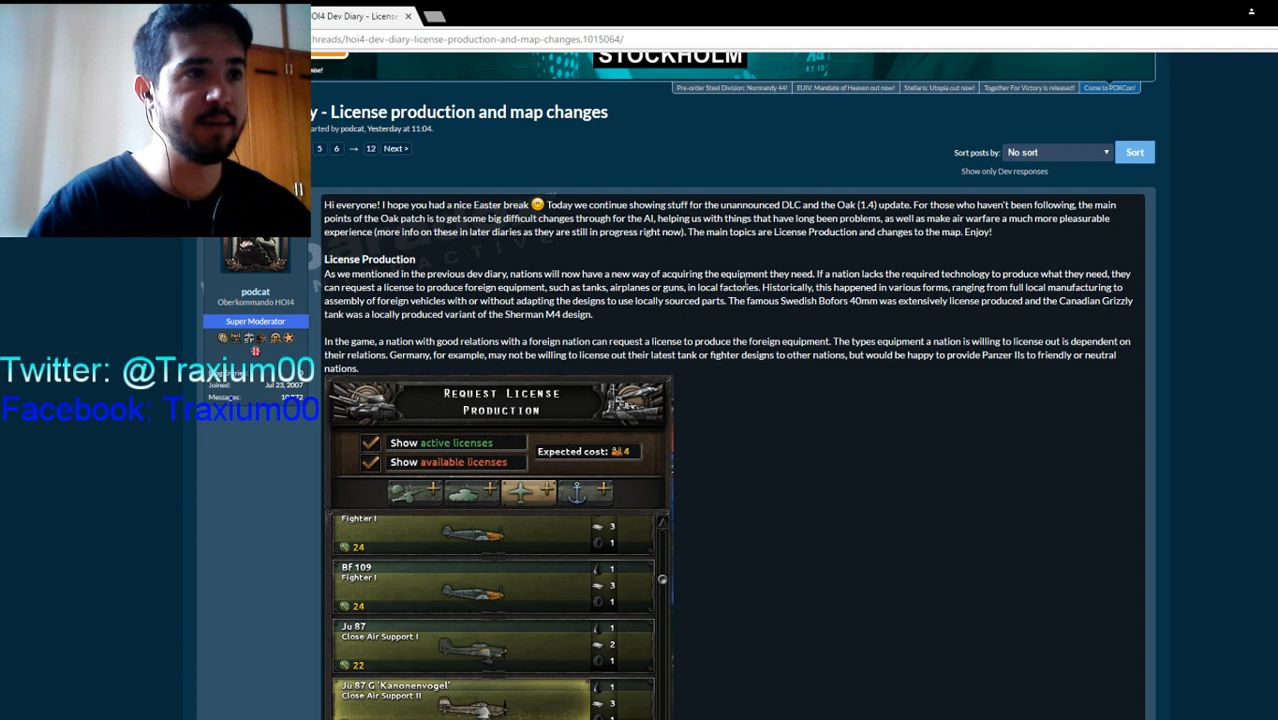 HOI4 Dev Diary - License
threads/hoi4-dev-diary-license-production-and-map-changes.1015064/
STOCKHOLM
Pre-order Steel Division: Normandy 44! EUIV: Mandate of Heaven out now! Stellaris: Utopia out now! Together For Victory is released! Come to PDXCon!
y - License production and map changes
arted by podcat, Yesterday at 11:04.
5 6 → 12 Next >
Sort posts by: No sort Sort
Show only Dev responses
Hi everyone! I hope you had a nice Easter break Today we continue showing stuff for the unannounced DLC and the Oak (1.4) update. For those who haven't been following, the main
points of the Oak patch is to get some big difficult changes through for the AI, helping us with things that have long been problems, as well as make air warfare a much more pleasurable
experience (more info on these in later diaries as they are still in progress right now). The main topics are License Production and changes to the map. Enjoy!
License Production
As we mentioned in the previous dev diary, nations will now have a new way of acquiring the equipment they need. If a nation lacks the required technology to produce what they need, they
can request a license to produce foreign equipment, such as tanks, airplanes or guns, in local factories. Historically, this happened in various forms, ranging from full local manufacturing to
assembly of foreign vehicles with or without adapting the designs to use locally sourced parts. The famous Swedish Bofors 40mm was extensively license produced and the Canadian Grizzly
tank was a locally produced variant of the Sherman M4 design.
In the game, a nation with good relations with a foreign nation can request a license to produce the foreign equipment. The types equipment a nation is willing to license out is dependent on
their relations. Germany, for example, may not be willing to license out their latest tank or fighter designs to other nations, but would be happy to provide Panzer IIs to friendly or neutral
nations.
podcat
Oberkommando HOI4
Super Moderator
Joined: Jul 23, 2007
Messages:
Twitter: @Traxium00
Facebook: Traxium00
REQUEST LICENSE
PRODUCTION
Show active licenses
Expected cost: 4
Show available licenses
Fighter I
3
24
1
Bf 109
1
Fighter I
3
24
1
Ju 87
1
Close Air Support I
2
22
1
Ju 87 G 'Kanonenvogel'
1
Close Air Support II
3